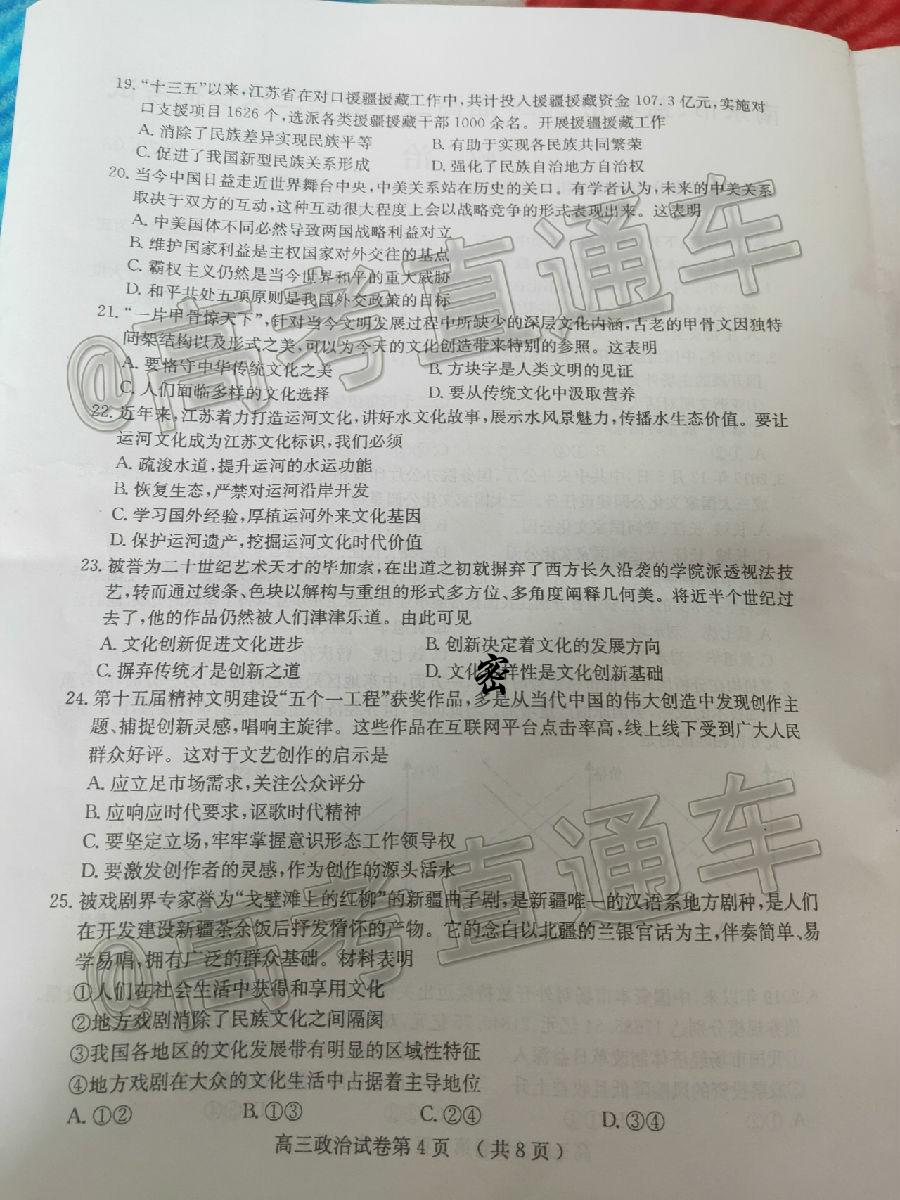 19. “十三五”以来,江苏省在对口援疆援藏工作中,共计投入援疆援藏资金 107.3 亿元,实施对
口支援项目 1626 个,选派各类援疆援藏干部 1000 余名。开展援疆援藏工作
A. 消除了民族差异实现民族平等 B. 有助于实现各民族共同繁荣
C. 促进了我国新型民族关系形成 D. 强化了民族自治地方自治权
20. 当今中国日益走近世界舞台中央,中美关系站在历史的关口。有学者认为,未来的中美关系
取决于双方的互动,这种互动很大程度上会以战略竞争的形式表现出来。这表明
A. 中美国体不同必然导致两国战略利益对立
B. 维护国家利益是主权国家对外交往的基点
C. 霸权主义仍然是当今世界和平的重大威胁
D. 和平共处五项原则是我国外交政策的目标
21. “一片甲骨惊天下”,针对当今文明发展过程中所缺少的深层文化内涵,古老的甲骨文因独特
间架结构以及形式之美,可以为今天的文化创造带来特别的参照。这表明
A. 要恪守中华传统文化之美 B. 方块字是人类文明的见证
C. 人们面临多样的文化选择 D. 要从传统文化中汲取营养
22. 近年来,江苏着力打造运河文化,讲好水文化故事,展示水风景魅力,传播水生态价值。要让
运河文化成为江苏文化标识,我们必须
A. 疏浚水道,提升运河的水运功能
B. 恢复生态,严禁对运河沿岸开发
C. 学习国外经验,厚植运河外来文化基因
D. 保护运河遗产,挖掘运河文化时代价值
23. 被誉为二十世纪艺术天才的毕加索,在出道之初就摒弃了西方长久沿袭的学院派透视法技
艺,转而通过线条、色块以解构与重组的形式多方位、多角度阐释几何美。将近半个世纪过
去了,他的作品仍然被人们津津乐道。由此可见
A. 文化创新促进文化进步 B. 创新决定着文化的发展方向
C. 摒弃传统才是创新之道 D. 文化 样性是文化创新基础
密
24. 第十五届精神文明建设“五个一工程”获奖作品,多是从当代中国的伟大创造中发现创作主
题、捕捉创新灵感,唱响主旋律。这些作品在互联网平台点击率高,线上线下受到广大人民
群众好评。这对于文艺创作的启示是
A. 应立足市场需求,关注公众评分
B. 应响应时代要求,讴歌时代精神
C. 要坚定立场,牢牢掌握意识形态工作领导权
D. 要激发创作者的灵感,作为创作的源头活水
25. 被戏剧界专家誉为“戈壁滩上的红柳”的新疆曲子剧,是新疆唯一的汉语系地方剧种,是人们
在开发建设新疆茶余饭后抒发情怀的产物。它的念白以北疆的兰银官话为主,伴奏简单、易
学易唱,拥有广泛的群众基础。材料表明
①人们在社会生活中获得和享用文化
②地方戏剧消除了民族文化之间隔阂
③我国各地区的文化发展带有明显的区域性特征
④地方戏剧在大众的文化生活中占据着主导地位
A. ①② B. ①③ C. ②④ D. ③④
高三政治试卷第 4 页 (共 8 页)
@高考直通车
@高考直通车